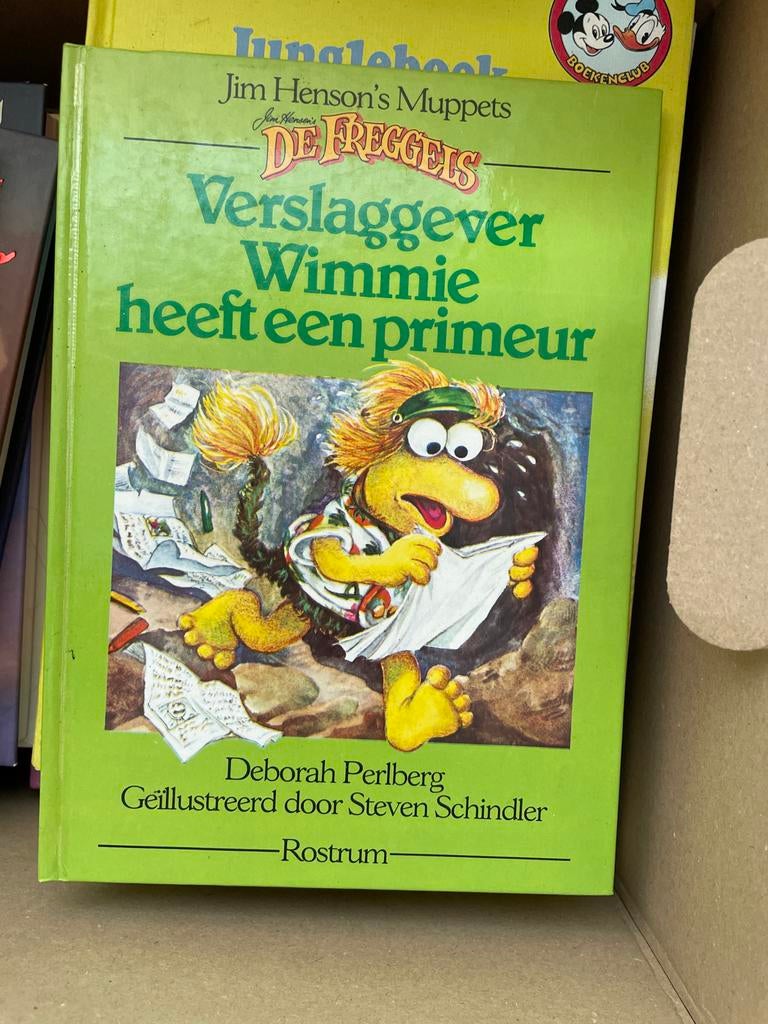 Jungleboek
BOEKENCLUB
Jim Henson's Muppets
Jim Henson's
DE FREGGELS
Verslaggever
Wimmie
heeft een primeur
Deborah Perlberg
Geïllustreerd door Steven Schindler
Rostrum